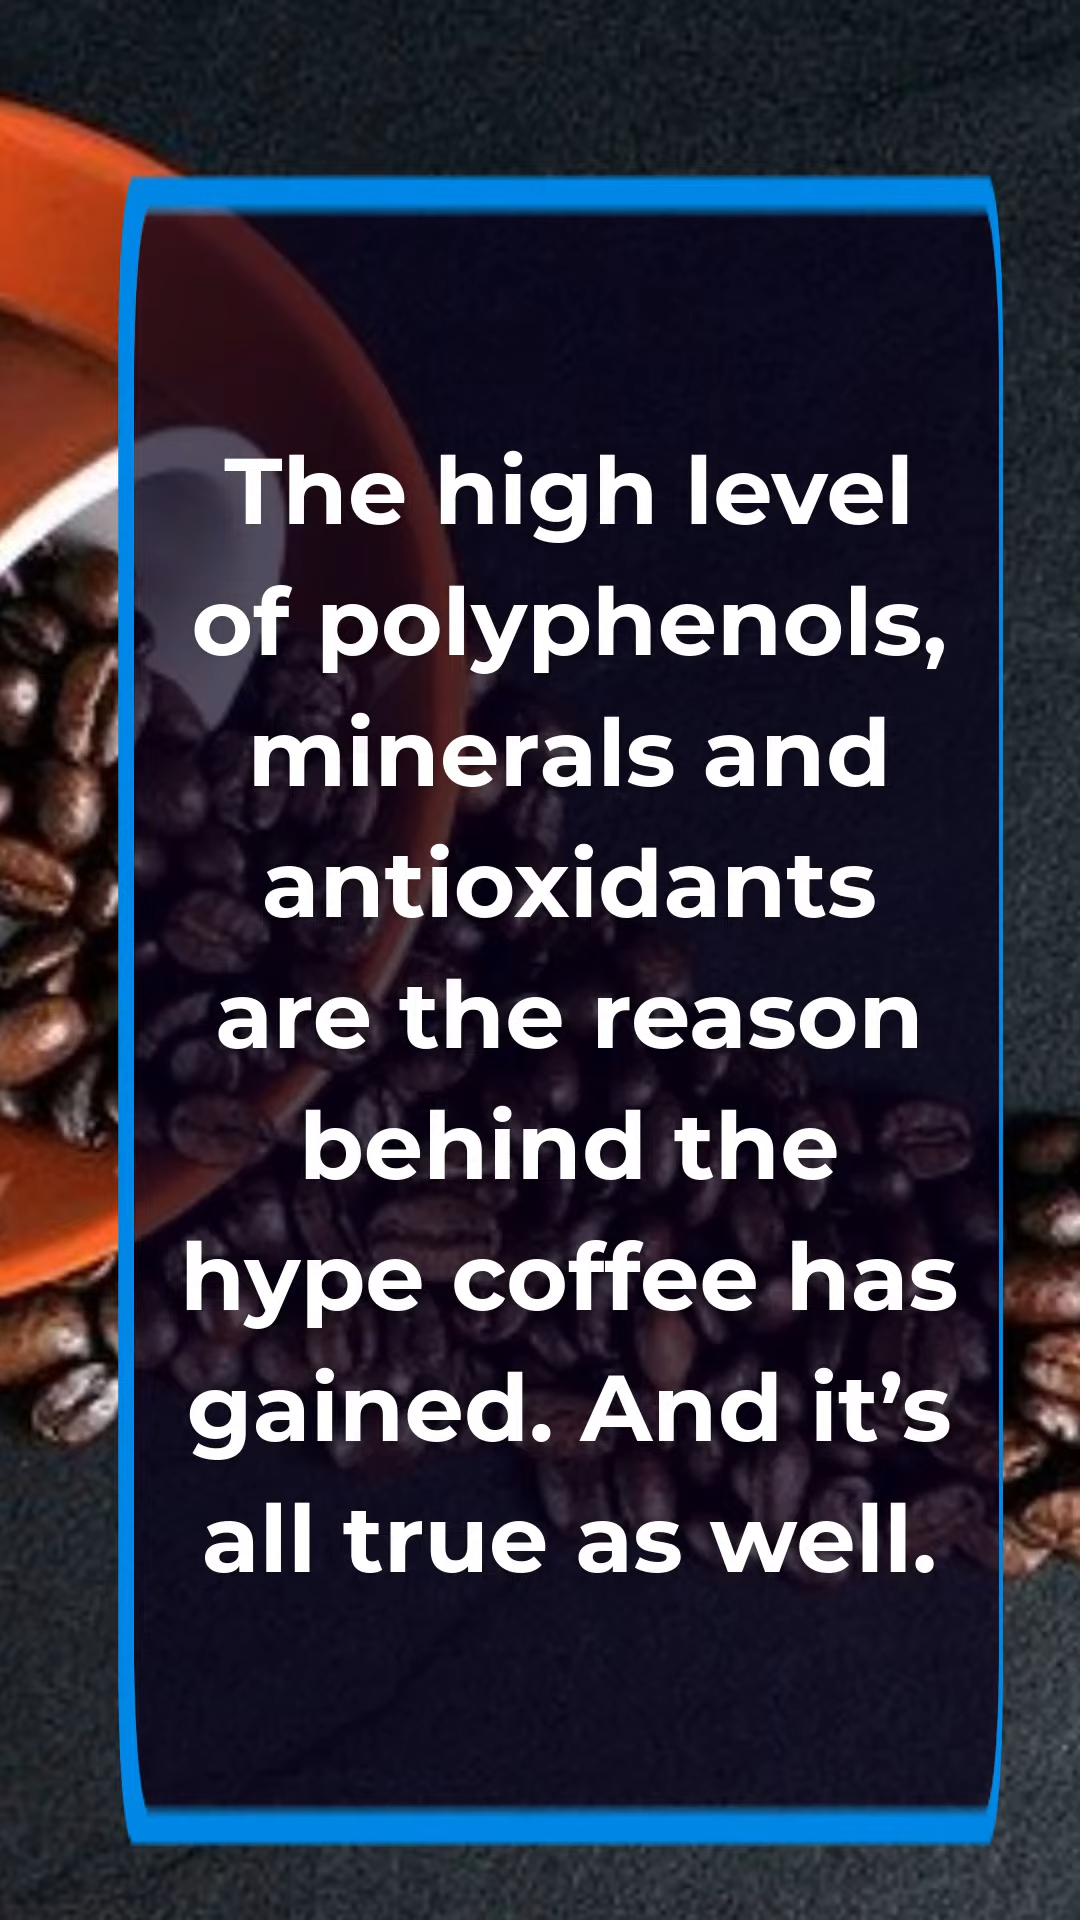 The high level
of polyphenols,
minerals and
antioxidants
are the reason
behind the
hype coffee has
gained. And it’s
all true as well.